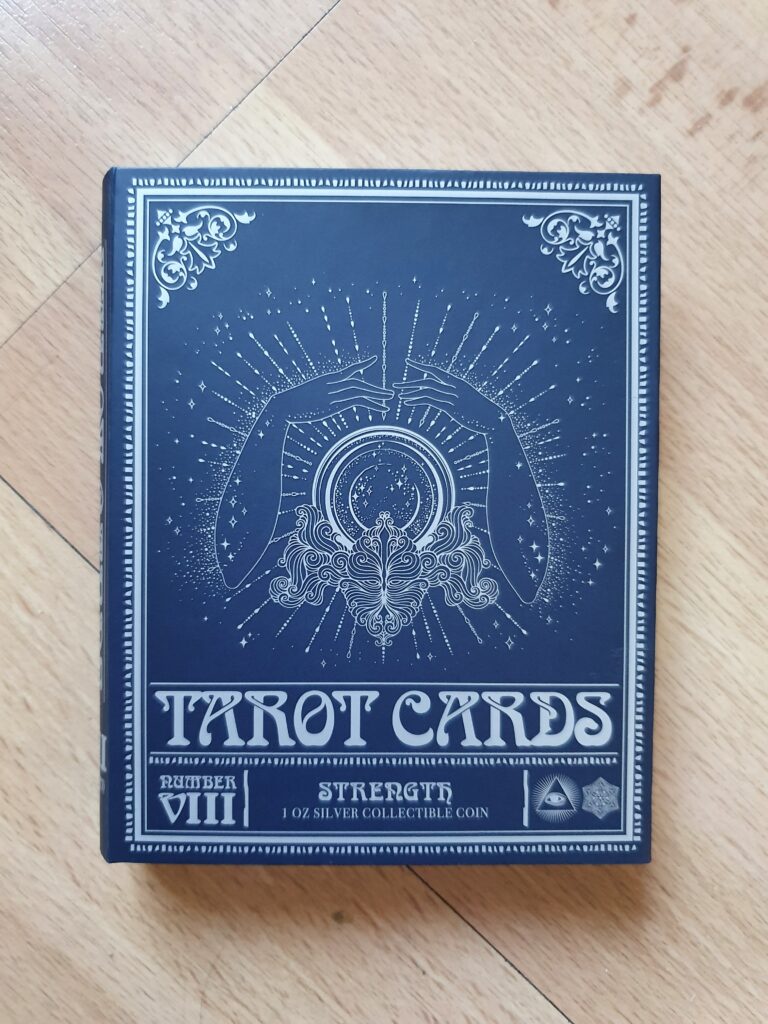 TAROT CARDS
NUMBER
VIII
STRENGTH
1 OZ SILVER COLLECTIBLE COIN